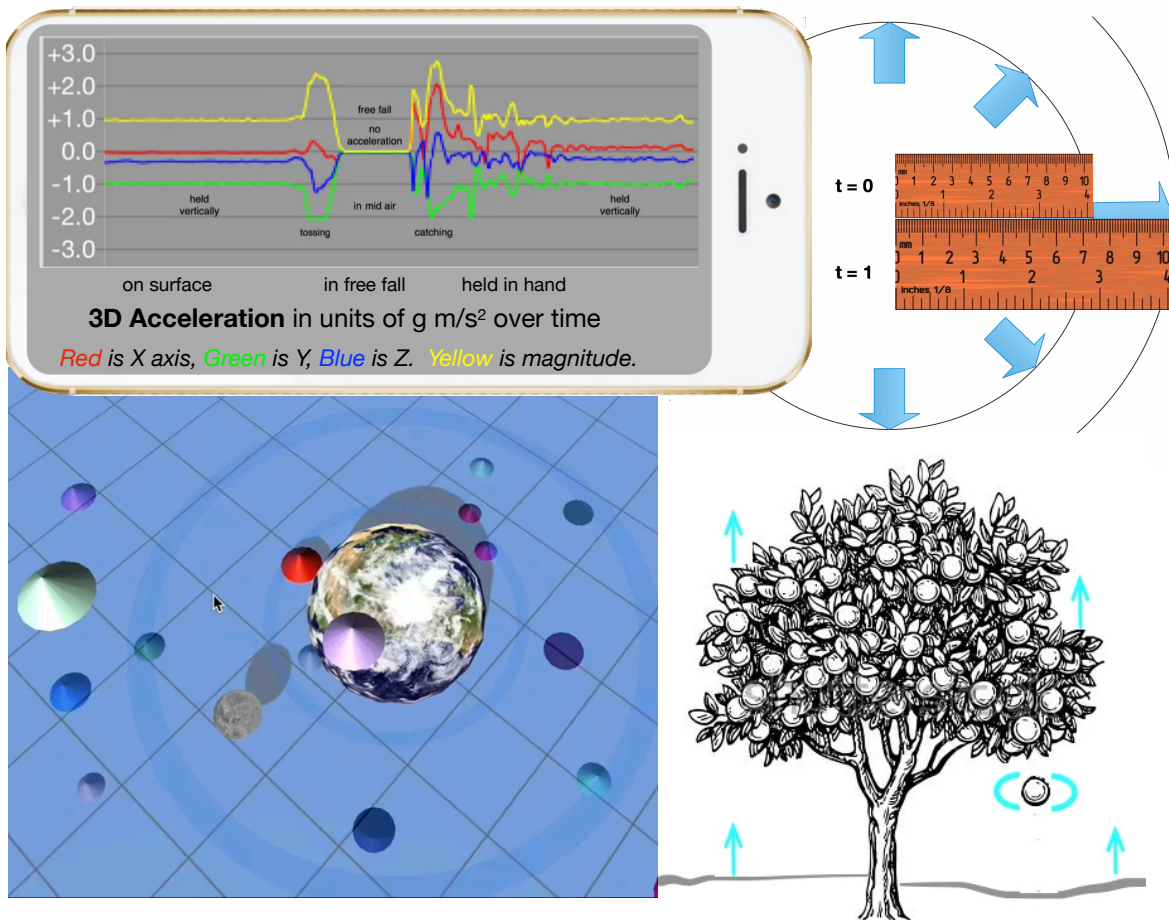 +3.0
+2.0
+1.0
0.0
-1.0
-2.0
-3.0
free fall
no
acceleration
held
vertically
in mid air
held
vertically
tossing
catching
on surface
in free fall
held in hand
3D Acceleration in units of g m/s² over time
Red is X axis, Green is Y, Blue is Z. Yellow is magnitude.
t = 0
mm
0 1 2 3 4 5 6 7 8 9 10
0 1 2 3 4
inches 1/8
t = 1
mm
0 1 2 3 4 5 6 7 8 9 10
0 1 2 3 4
inches 1/8